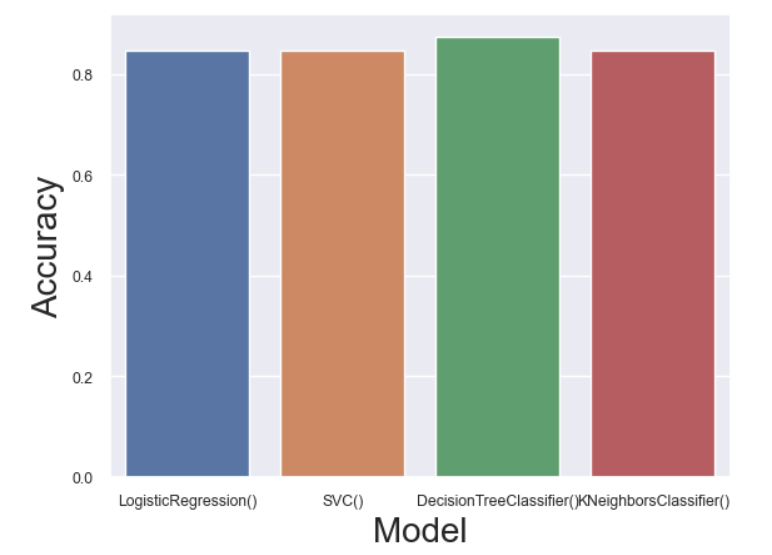 Accuracy
0.8
0.6
0.4
0.2
0.0
LogisticRegression() SVC() DecisionTreeClassifier() KNeighborsClassifier()
Model